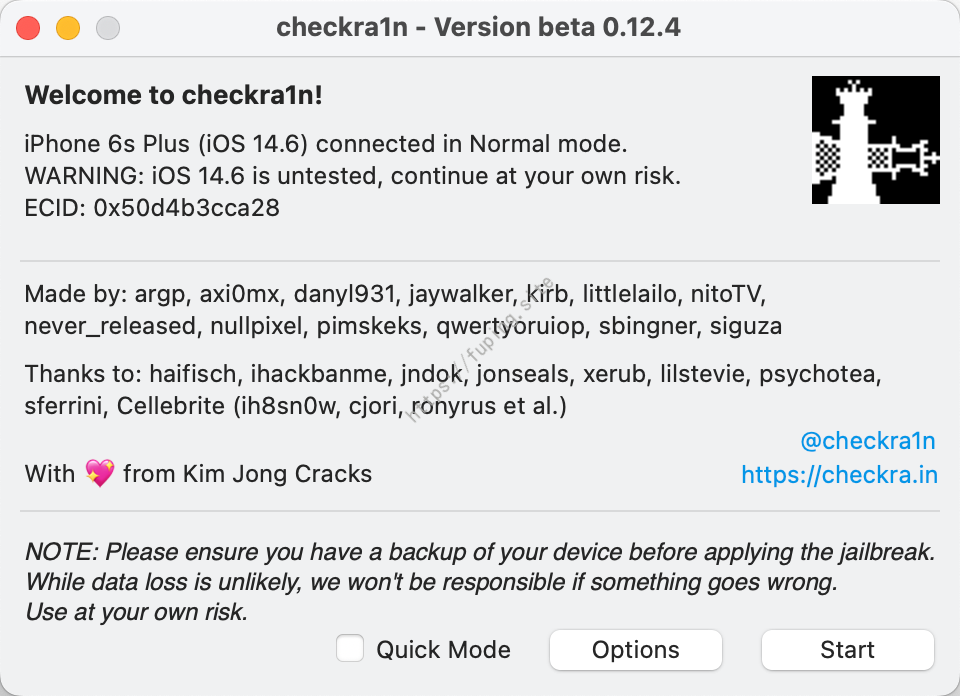 checkra1n - Version beta 0.12.4
Welcome to checkra1n!
iPhone 6s Plus (iOS 14.6) connected in Normal mode.
WARNING: iOS 14.6 is untested, continue at your own risk.
ECID: 0x50d4b3cca28
Made by: argp, axi0mx, danyl931, jaywalker, kirb, littlelailo, nitoTV,
never_released, nullpixel, pimskeks, qwertyoruiop, sbingner, siguza
Thanks to: haifisch, ihackbanme, jndok, jonseals, xerub, lilstevie, psychotea,
sferrini, Cellebrite (ih8sn0w, cjori, ronyrus et al.)
@checkra1n
With 💖 from Kim Jong Cracks
https://checkra.in
NOTE: Please ensure you have a backup of your device before applying the jailbreak.
While data loss is unlikely, we won't be responsible if something goes wrong.
Use at your own risk.
Quick Mode
Options
Start